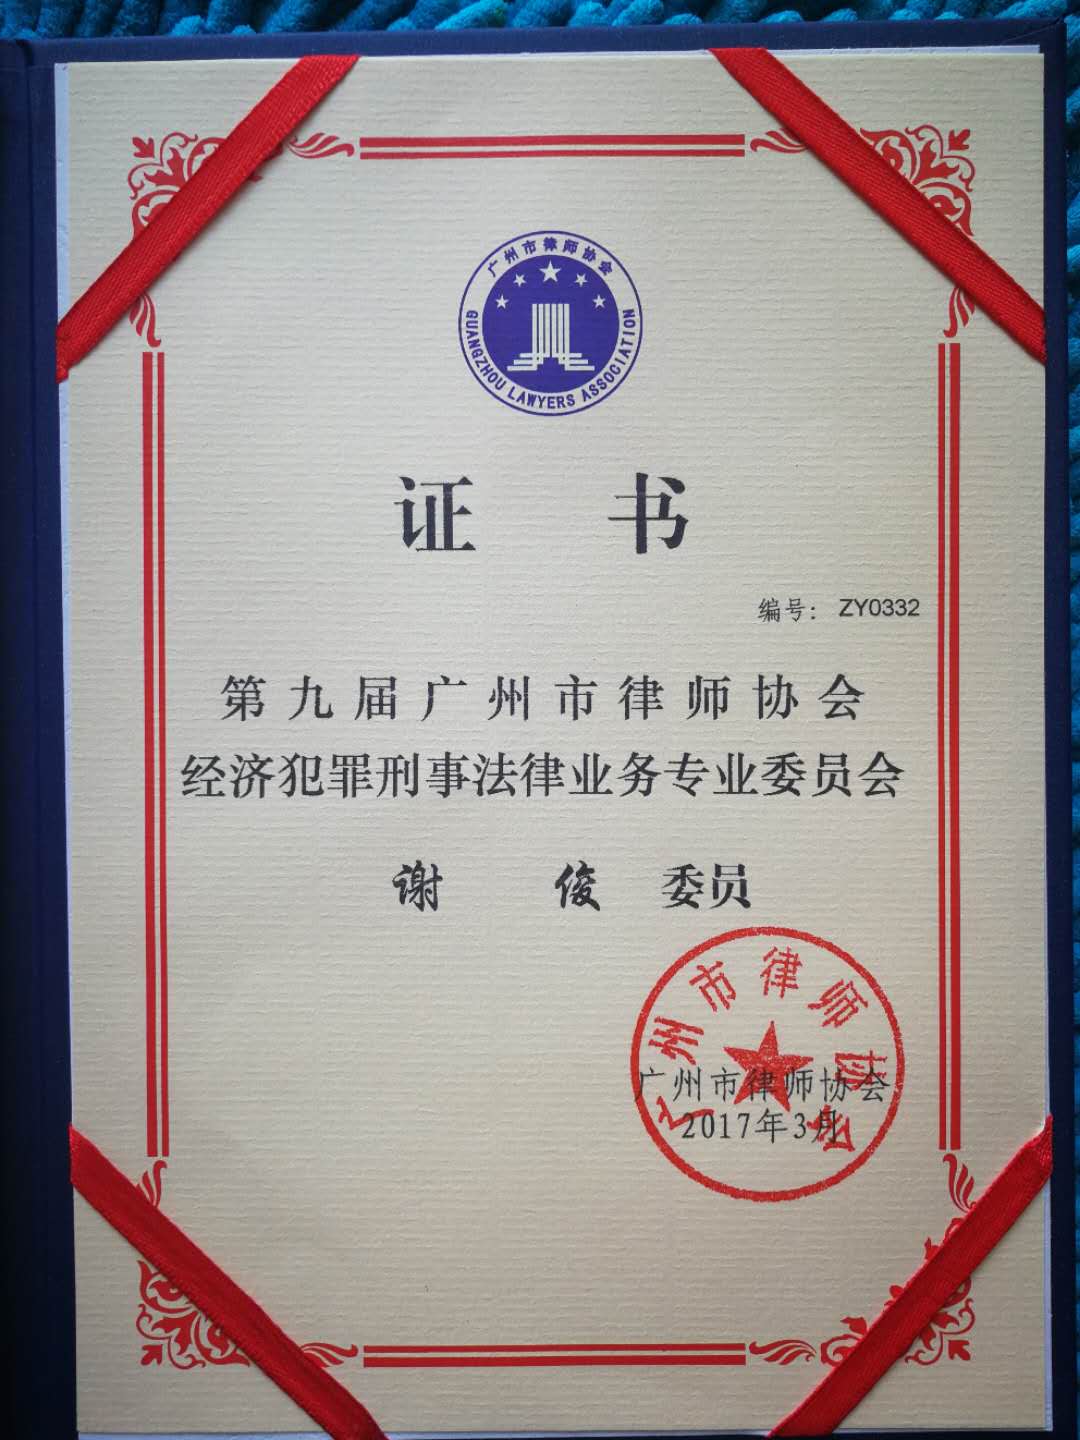 广州市律师协会
GUANGZHOU LAWYERS ASSOCIATION
证 书
编号： ZY0332
第九届广州市律师协会
经济犯罪刑事法律业务专业委员会
谢 俊 委员
广州市律师协会
广州市律师协会
2017年3月